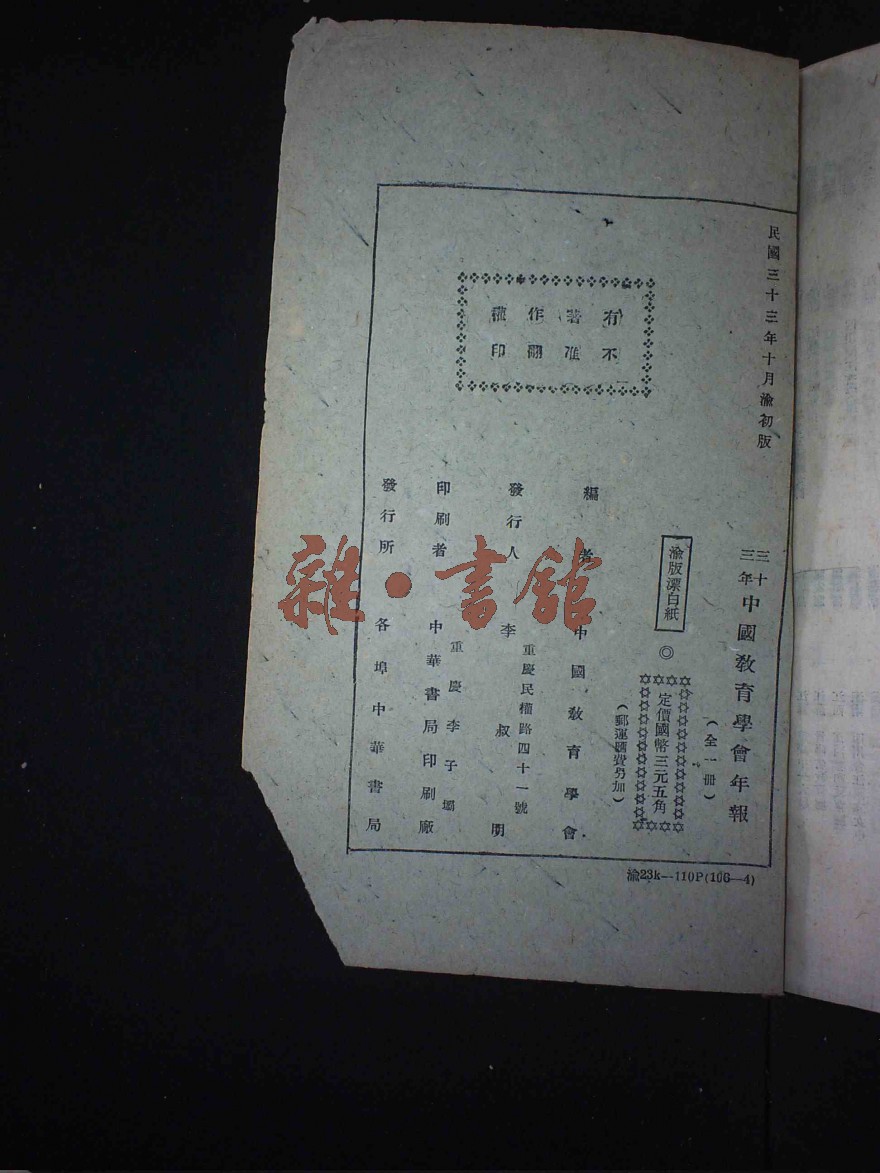 民國三十三年十月渝初版
三十三年中國教育學會年報
（全一冊）
渝版漂白紙
◎
定價國幣三元五角
（郵運匯費另加）
有著作權
不准翻印
編者 中國教育學會
發行人 李叔明
重慶民權路四十一號
印刷者 中華書局印刷廠
重慶李子壩
發行所 各埠中華書局
渝23k—110P(106—4)
雜·書館